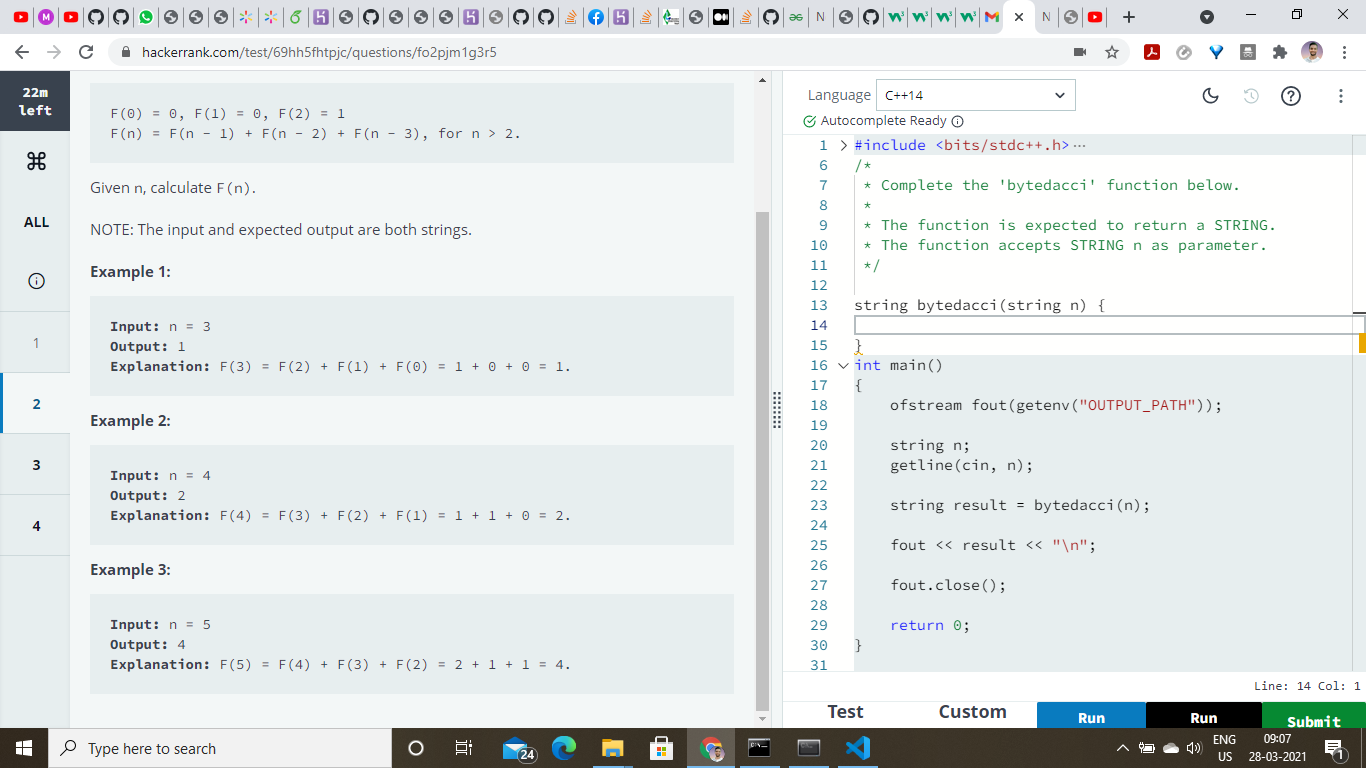 hackerrank.com/test/69hh5fhtpjc/questions/fo2pjm1g3r5
22m
left
ALL
1
2
3
4
F(0) = 0, F(1) = 0, F(2) = 1
F(n) = F(n - 1) + F(n - 2) + F(n - 3), for n > 2.
Given n, calculate F(n).
NOTE: The input and expected output are both strings.
Example 1:
Input: n = 3
Output: 1
Explanation: F(3) = F(2) + F(1) + F(0) = 1 + 0 + 0 = 1.
Example 2:
Input: n = 4
Output: 2
Explanation: F(4) = F(3) + F(2) + F(1) = 1 + 1 + 0 = 2.
Example 3:
Input: n = 5
Output: 4
Explanation: F(5) = F(4) + F(3) + F(2) = 2 + 1 + 1 = 4.
Language C++14
Autocomplete Ready
1 #include <bits/stdc++.h>···
6 /*
7 * Complete the 'bytedacci' function below.
8 *
9 * The function is expected to return a STRING.
10 * The function accepts STRING n as parameter.
11 */
12
13 string bytedacci(string n) {
14
15 }
16 int main()
17 {
18 ofstream fout(getenv("OUTPUT_PATH"));
19
20 string n;
21 getline(cin, n);
22
23 string result = bytedacci(n);
24
25 fout << result << "\n";
26
27 fout.close();
28
29 return 0;
30 }
31
Line: 14 Col: 1
Test Custom Run Run Submit
Type here to search
24
ENG
US
09:07
28-03-2021
1